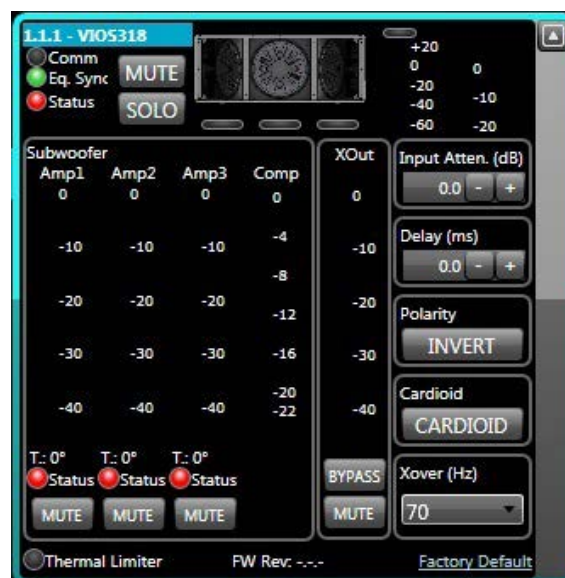 1.1.1 - VIOS318
Comm
Eq. Sync
Status
MUTE
SOLO
+20
0
-20
-40
-60
0
-10
-20
Subwoofer
Amp1 Amp2 Amp3 Comp
0 0 0 0
-10 -10 -10 -4
-8
-20 -20 -20 -12
-30 -30 -30 -16
-20
-40 -40 -40 -22
T.: 0° T.: 0° T.: 0°
Status Status Status
MUTE MUTE MUTE
XOut
0
-10
-20
-30
-40
BYPASS
MUTE
Input Atten. (dB)
0.0 - +
Delay (ms)
0.0 - +
Polarity
INVERT
Cardioid
CARDIOID
Xover (Hz)
70
Thermal Limiter FW Rev: -.-.- Factory Default